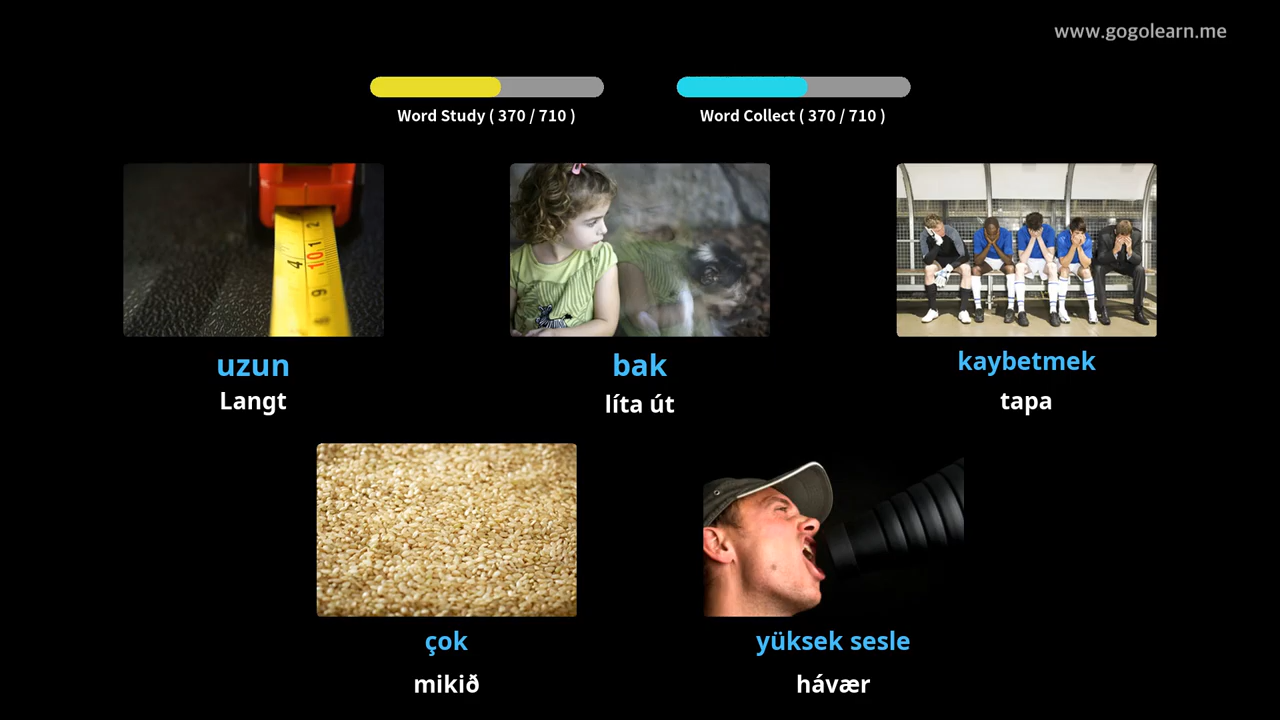 www.gogolearn.me
Word Study ( 370 / 710 )
Word Collect ( 370 / 710 )
uzun
Langt
bak
líta út
kaybetmek
tapa
çok
mikið
yüksek sesle
hávær